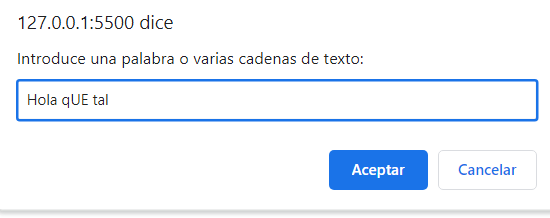 127.0.0.1:5500 dice
Introduce una palabra o varias cadenas de texto:
Hola qUE tal
Aceptar Cancelar